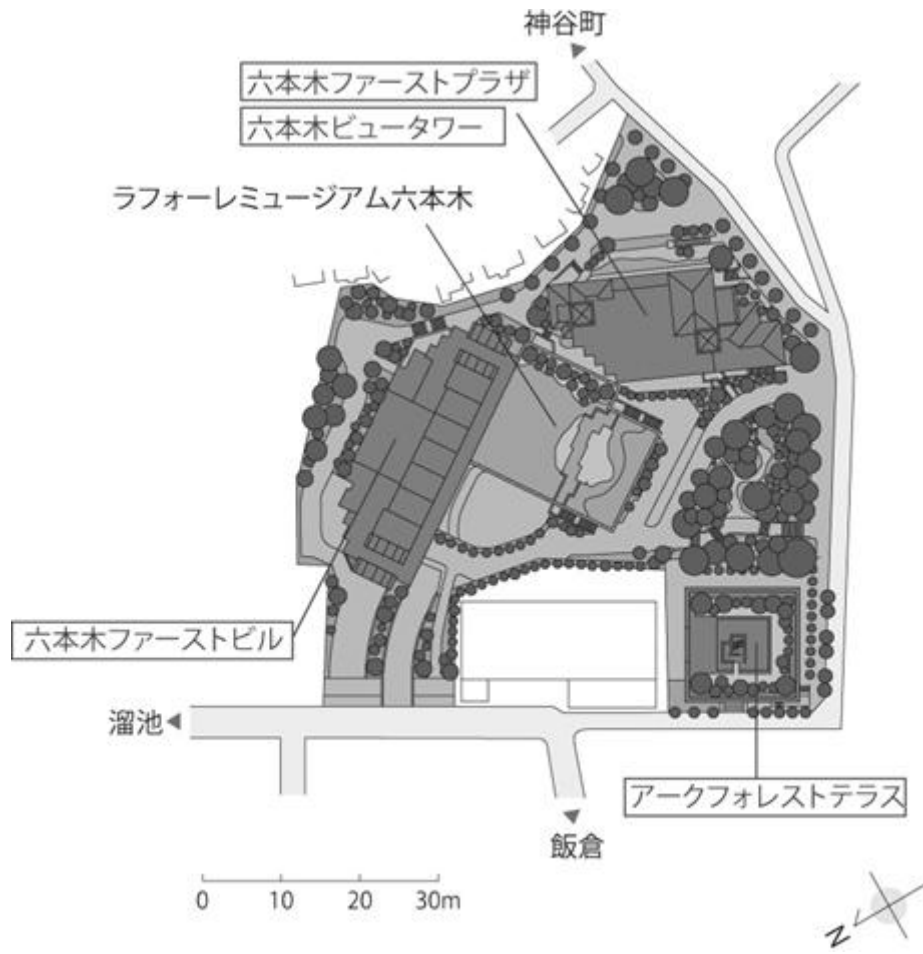 神谷町
六本木ファーストプラザ
六本木ビュータワー
ラフォーレミュージアム六本木
六本木ファーストビル
溜池
アークフォレストテラス
飯倉
0 10 20 30m
N